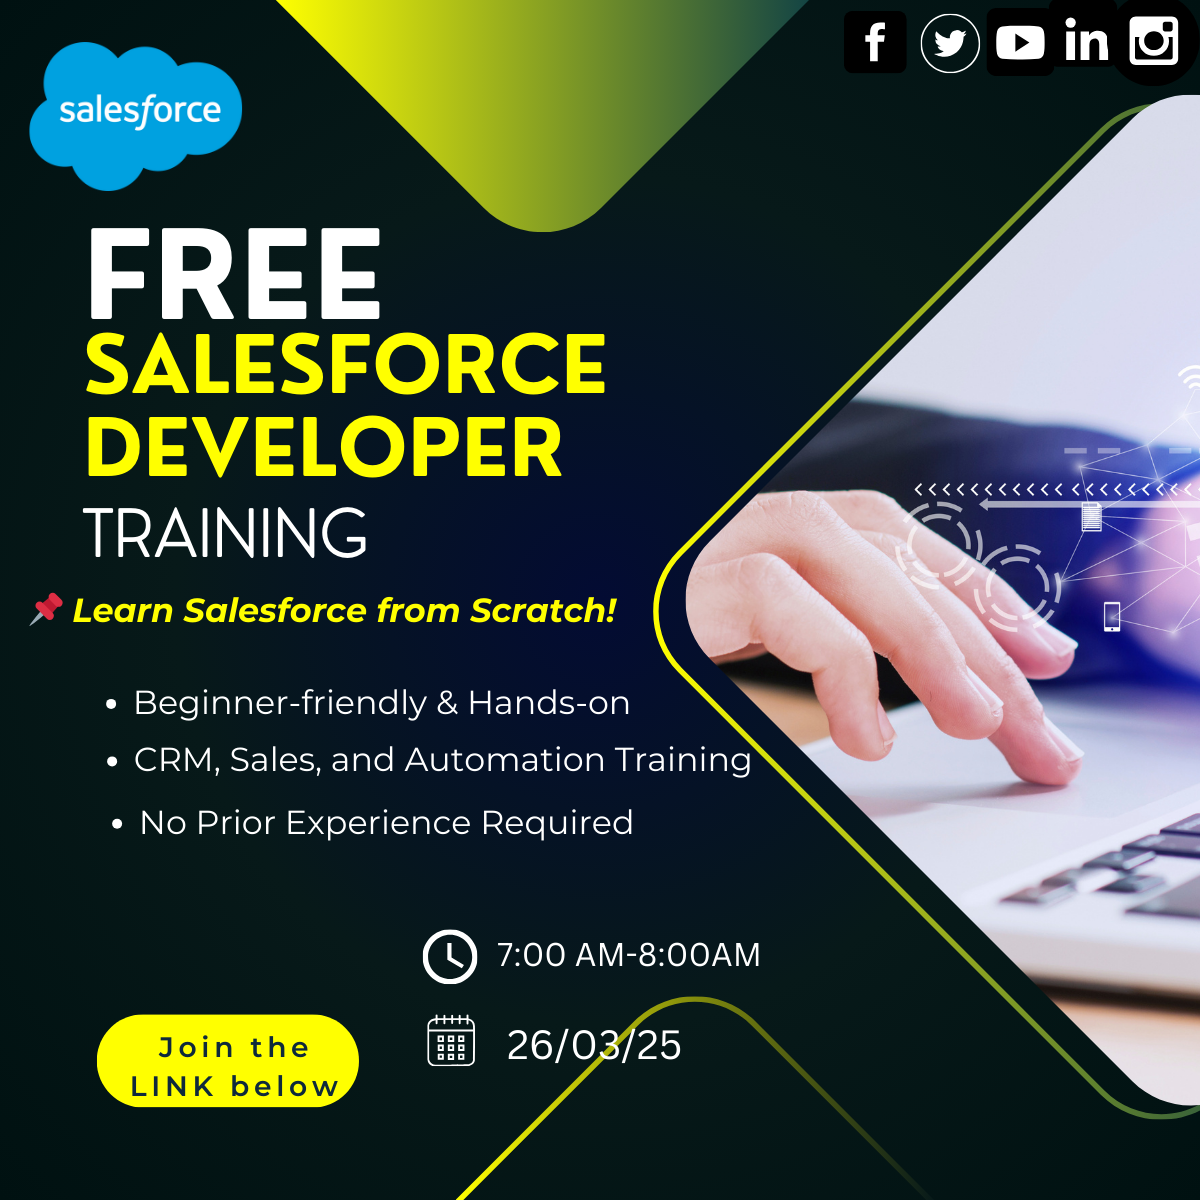 salesforce
FREE
SALESFORCE
DEVELOPER
TRAINING
📌 Learn Salesforce from Scratch!
• Beginner-friendly & Hands-on
• CRM, Sales, and Automation Training
• No Prior Experience Required
7:00 AM-8:00AM
26/03/25
Join the
LINK below